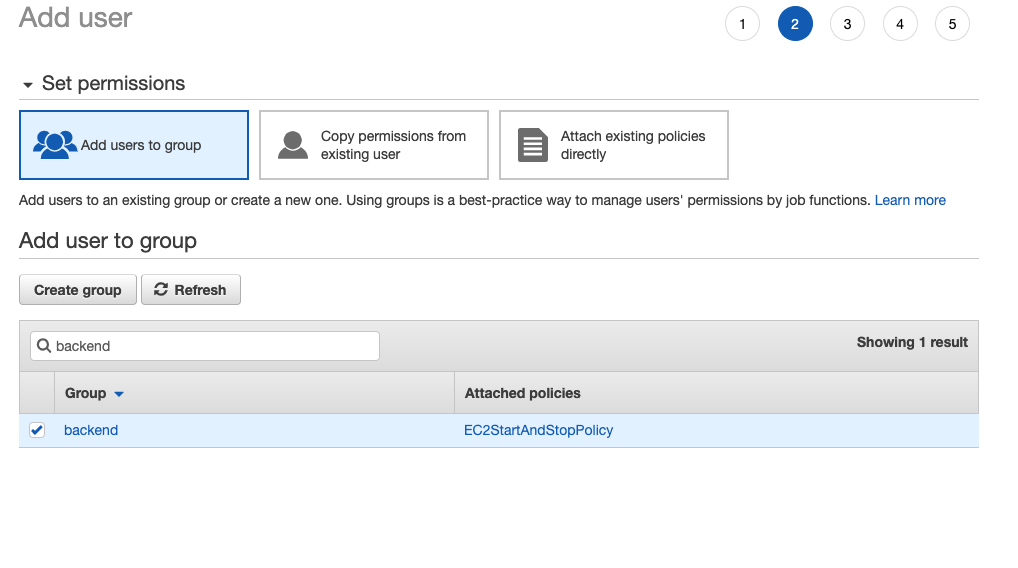 Add user
1 2 3 4 5
Set permissions
Add users to group
Copy permissions from
existing user
Attach existing policies
directly
Add users to an existing group or create a new one. Using groups is a best-practice way to manage users' permissions by job functions. Learn more
Add user to group
Create group Refresh
backend
Showing 1 result
Group Attached policies
backend EC2StartAndStopPolicy